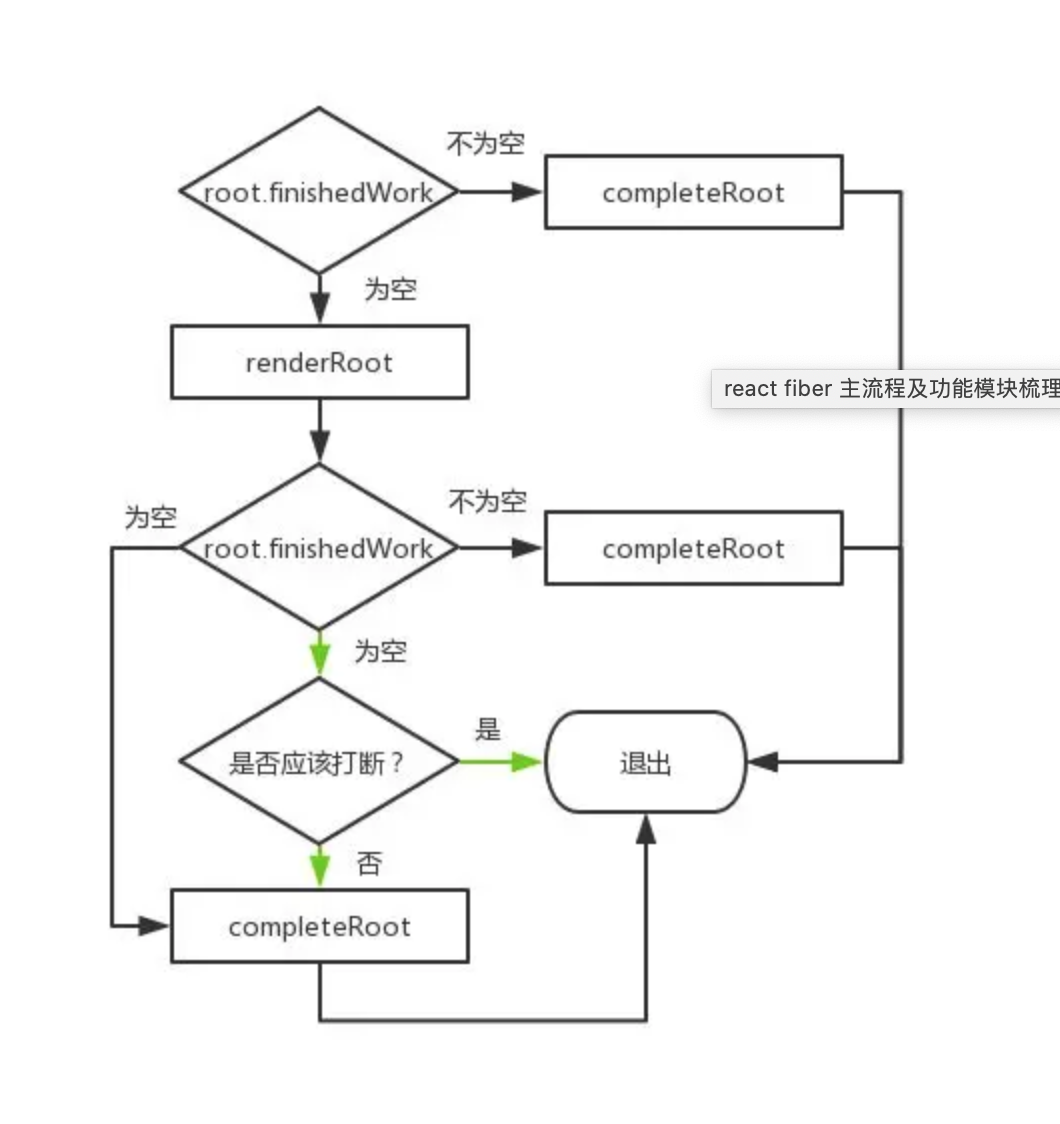 不为空
root.finishedWork
completeRoot
为空
renderRoot
react fiber 主流程及功能模块梳理
为空
不为空
root.finishedWork
completeRoot
为空
是
是否应该打断？
退出
否
completeRoot